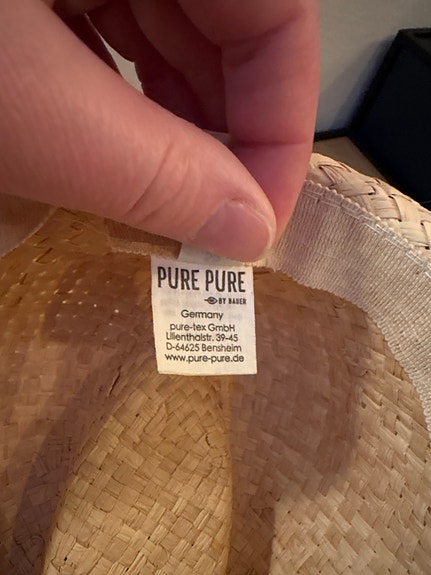 PURE PURE
BY BAUER
Germany
pure-tex GmbH
Lilienthalstr. 39-45
D-64625 Bensheim
www.pure-pure.de